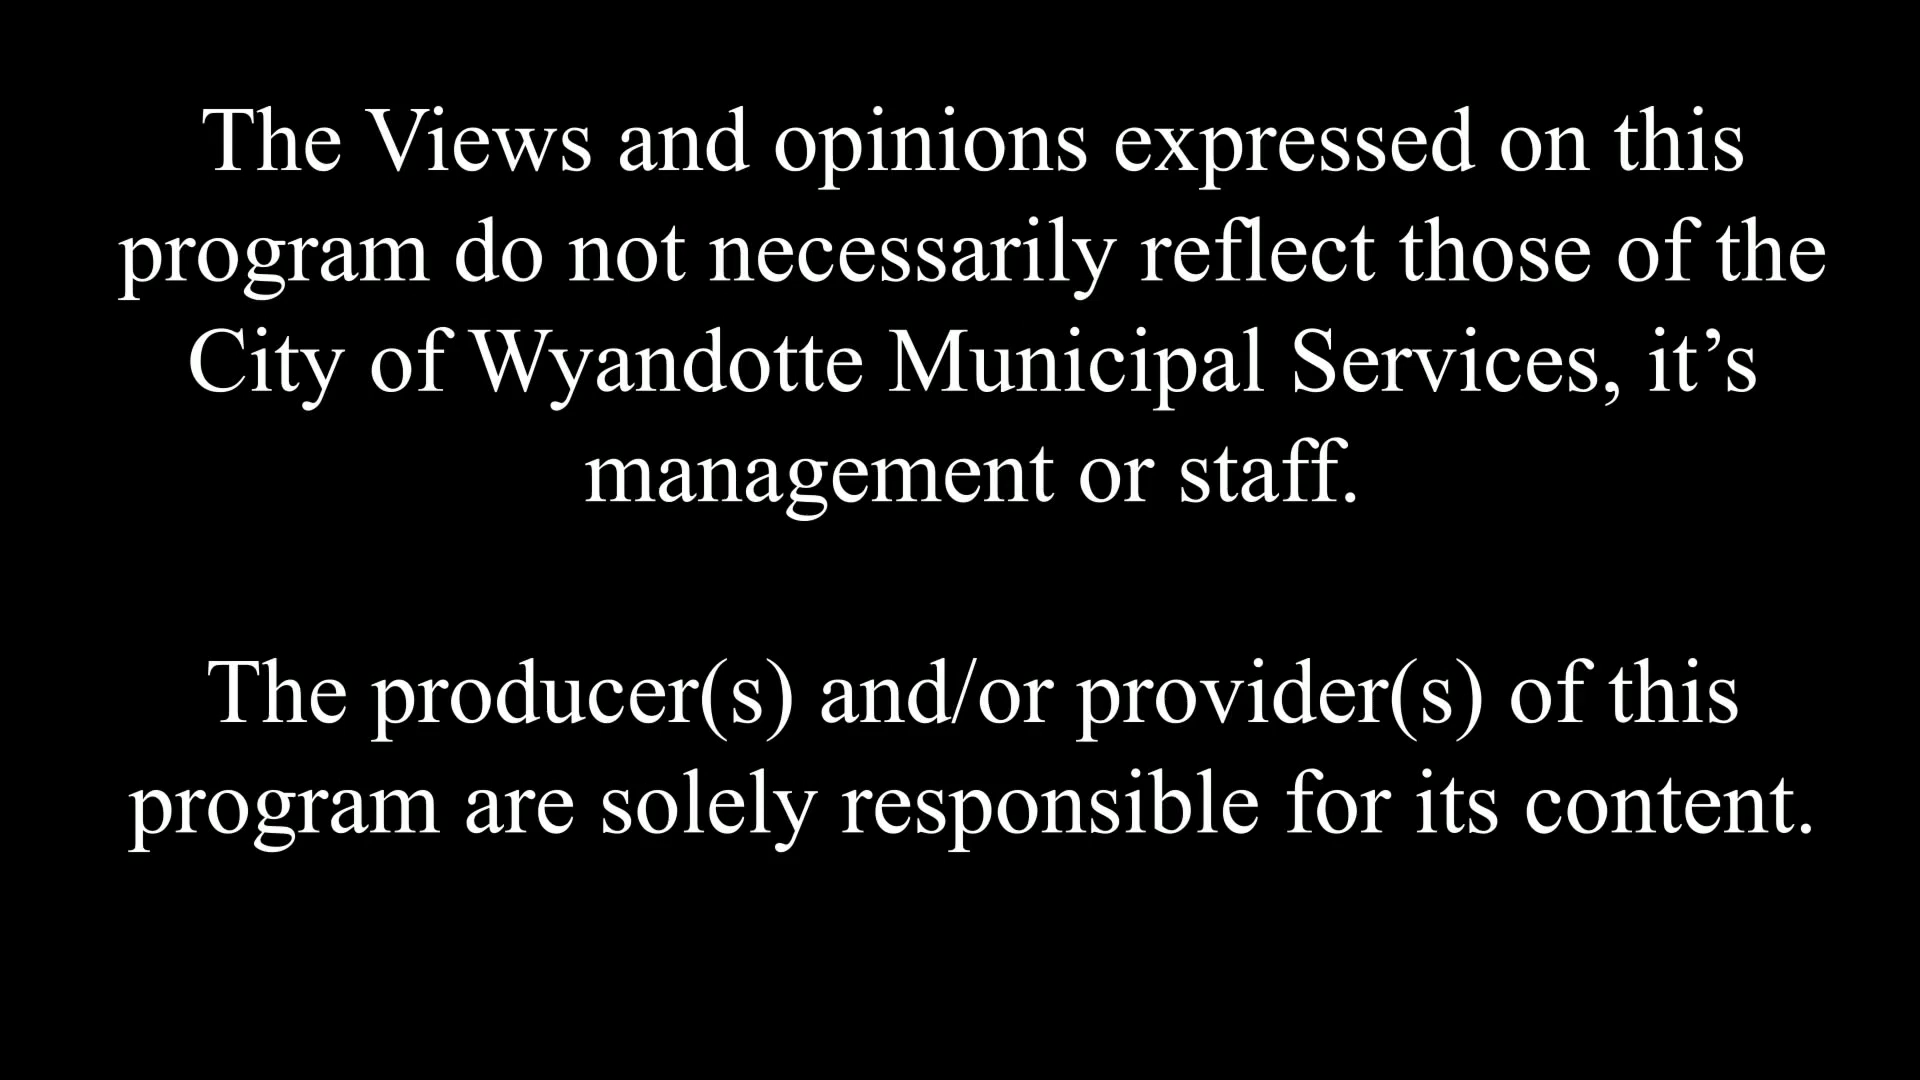 The Views and opinions expressed on this
program do not necessarily reflect those of the
City of Wyandotte Municipal Services, it’s
management or staff.
The producer(s) and/or provider(s) of this
program are solely responsible for its content.